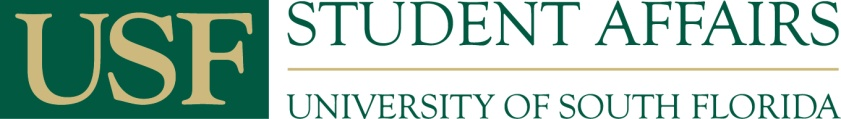 USF
STUDENT AFFAIRS
UNIVERSITY OF SOUTH FLORIDA